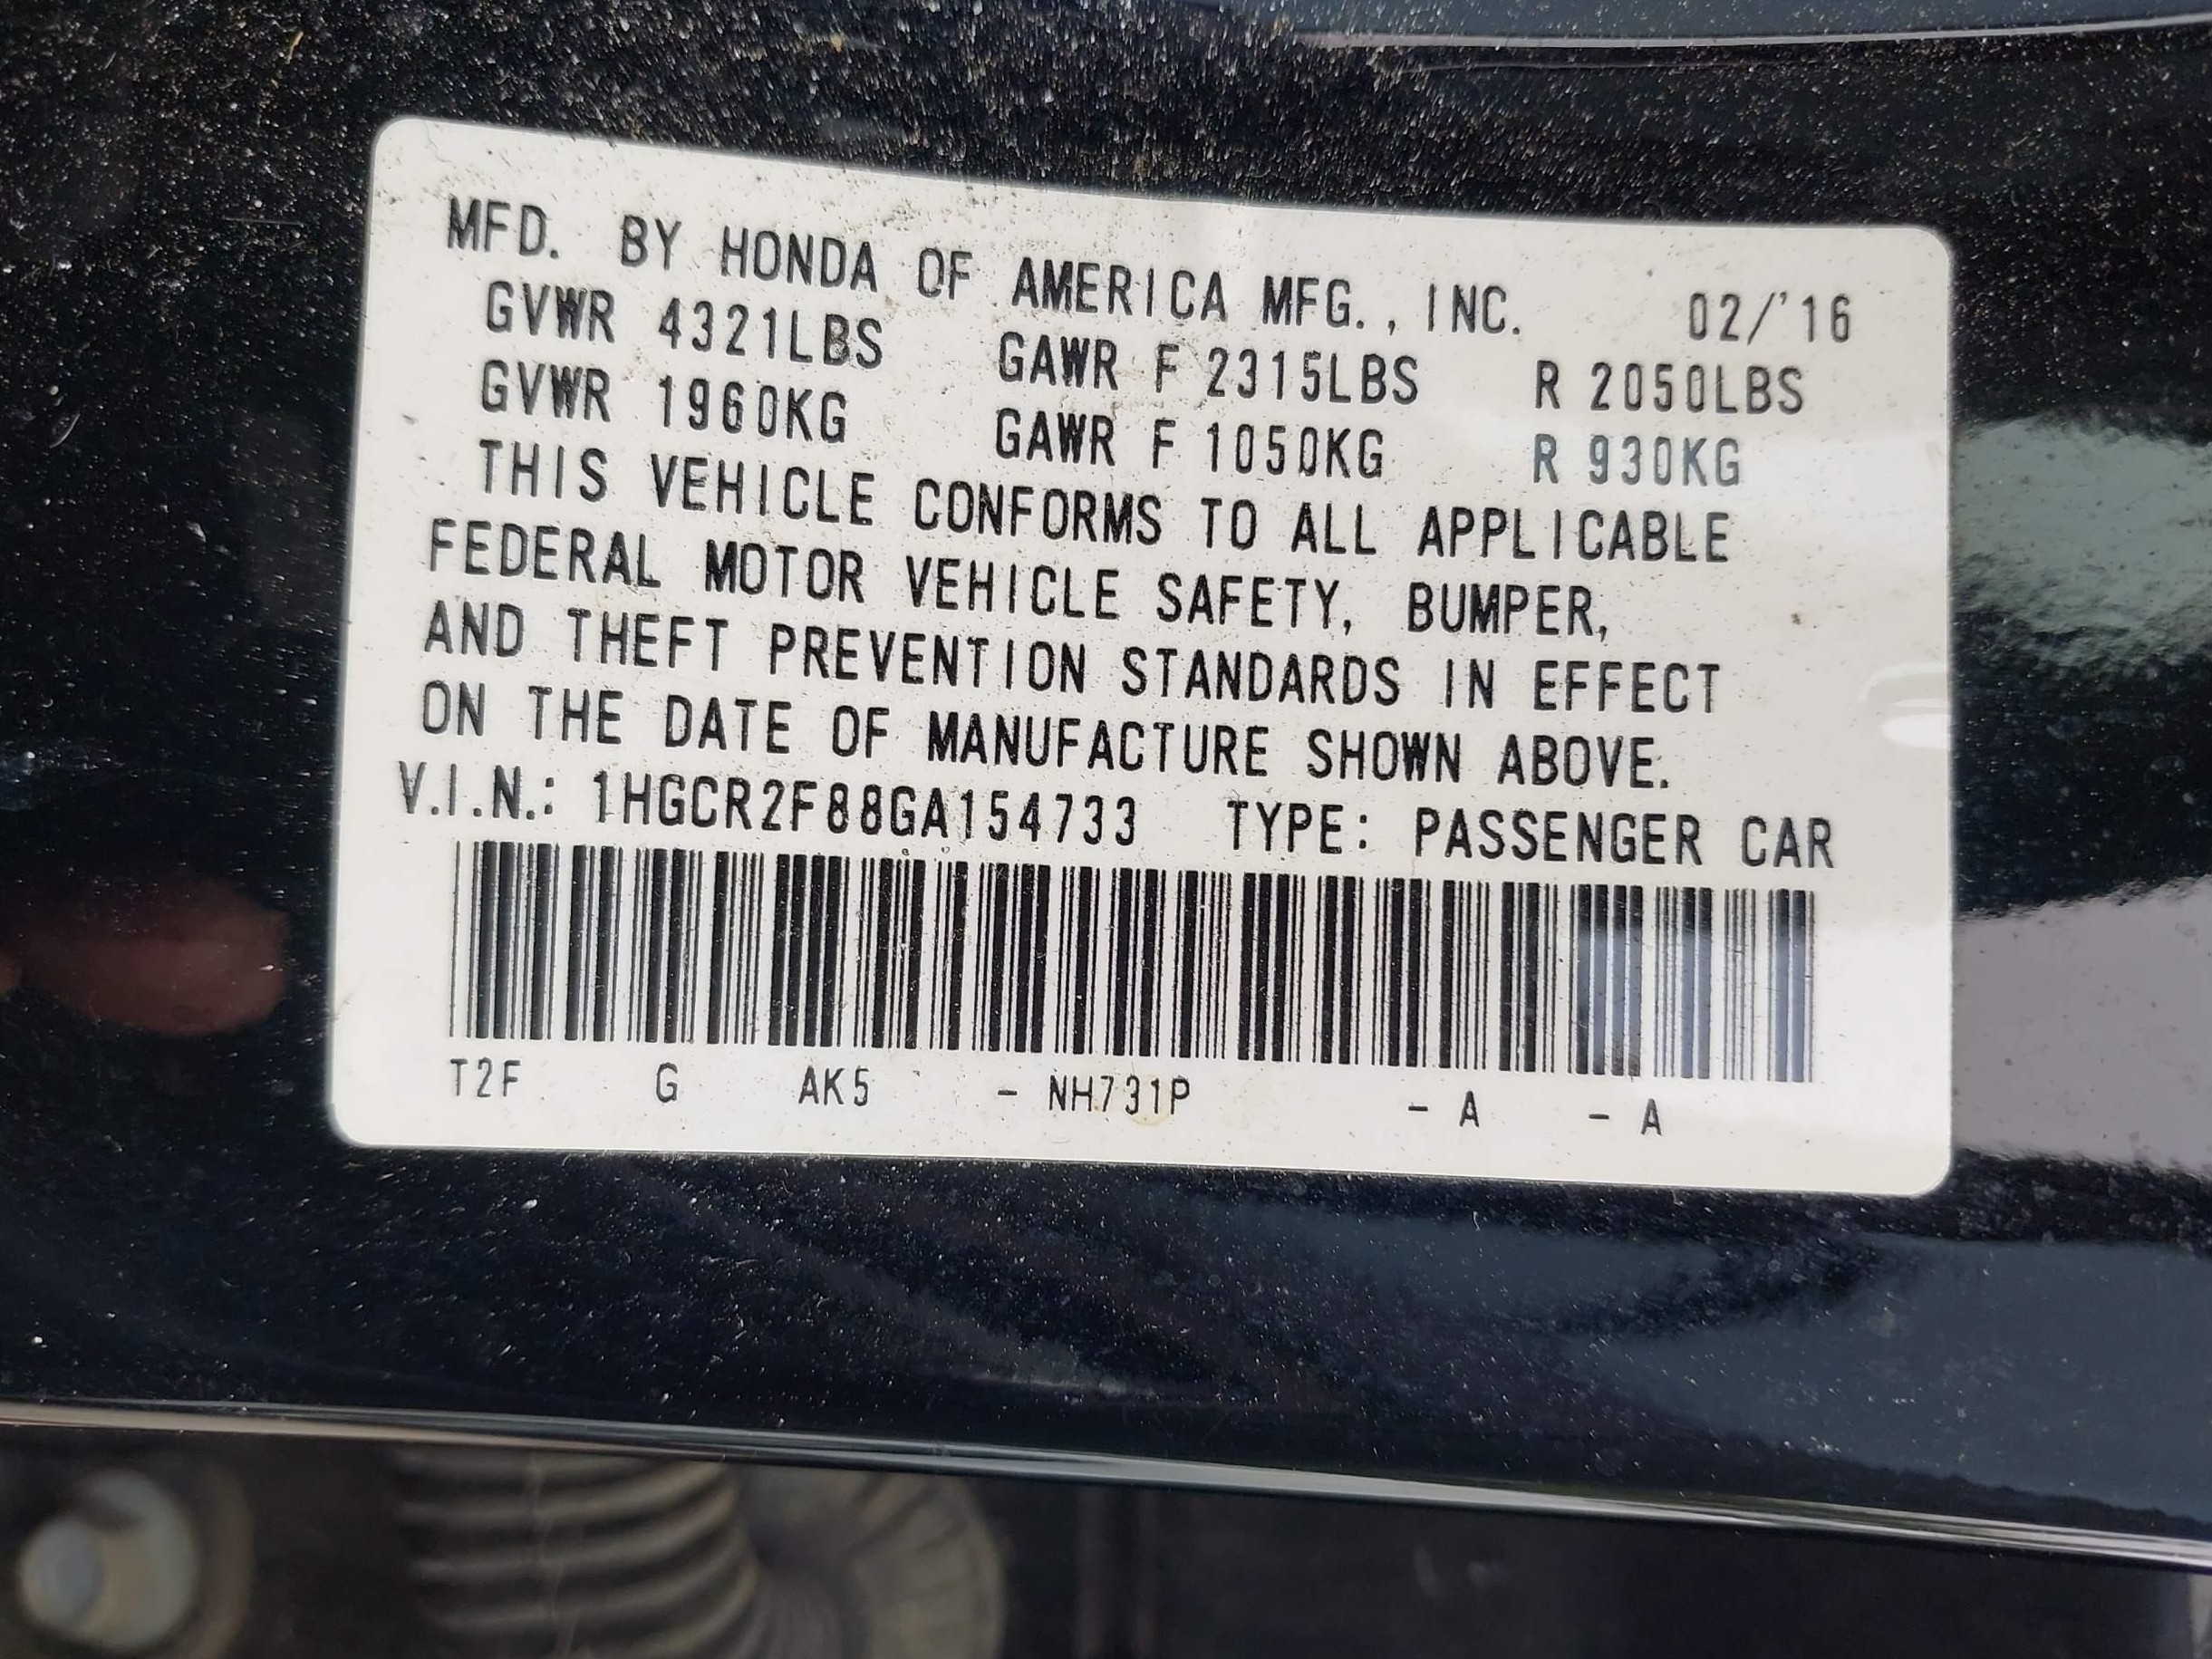 MFD. BY HONDA OF AMERICA MFG., INC. 02/'16
GVWR 4321LBS GAWR F 2315LBS R 2050LBS
GVWR 1960KG GAWR F 1050KG R 930KG
THIS VEHICLE CONFORMS TO ALL APPLICABLE
FEDERAL MOTOR VEHICLE SAFETY, BUMPER,
AND THEFT PREVENTION STANDARDS IN EFFECT
ON THE DATE OF MANUFACTURE SHOWN ABOVE.
V.I.N.: 1HGCR2F88GA154733 TYPE: PASSENGER CAR
T2F G AK5 - NH731P - A - A